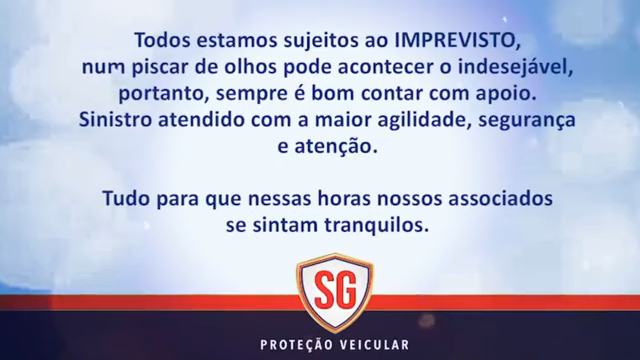 Todos estamos sujeitos ao IMPREVISTO,
num piscar de olhos pode acontecer o indesejável,
portanto, sempre é bom contar com apoio.
Sinistro atendido com a maior agilidade, segurança
e atenção.
Tudo para que nessas horas nossos associados
se sintam tranquilos.
SG
PROTEÇÃO VEICULAR